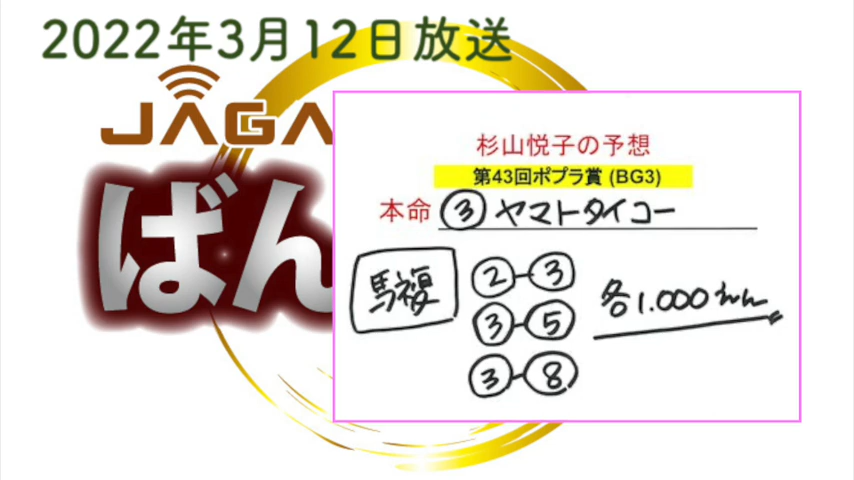 2022年3月12日放送
JAGA
ばん
杉山悦子の予想
第43回ポプラ賞 (BG3)
本命 ③ ヤマトタイコー
馬複
②-③
③-⑤
③-⑧
各1.000えん